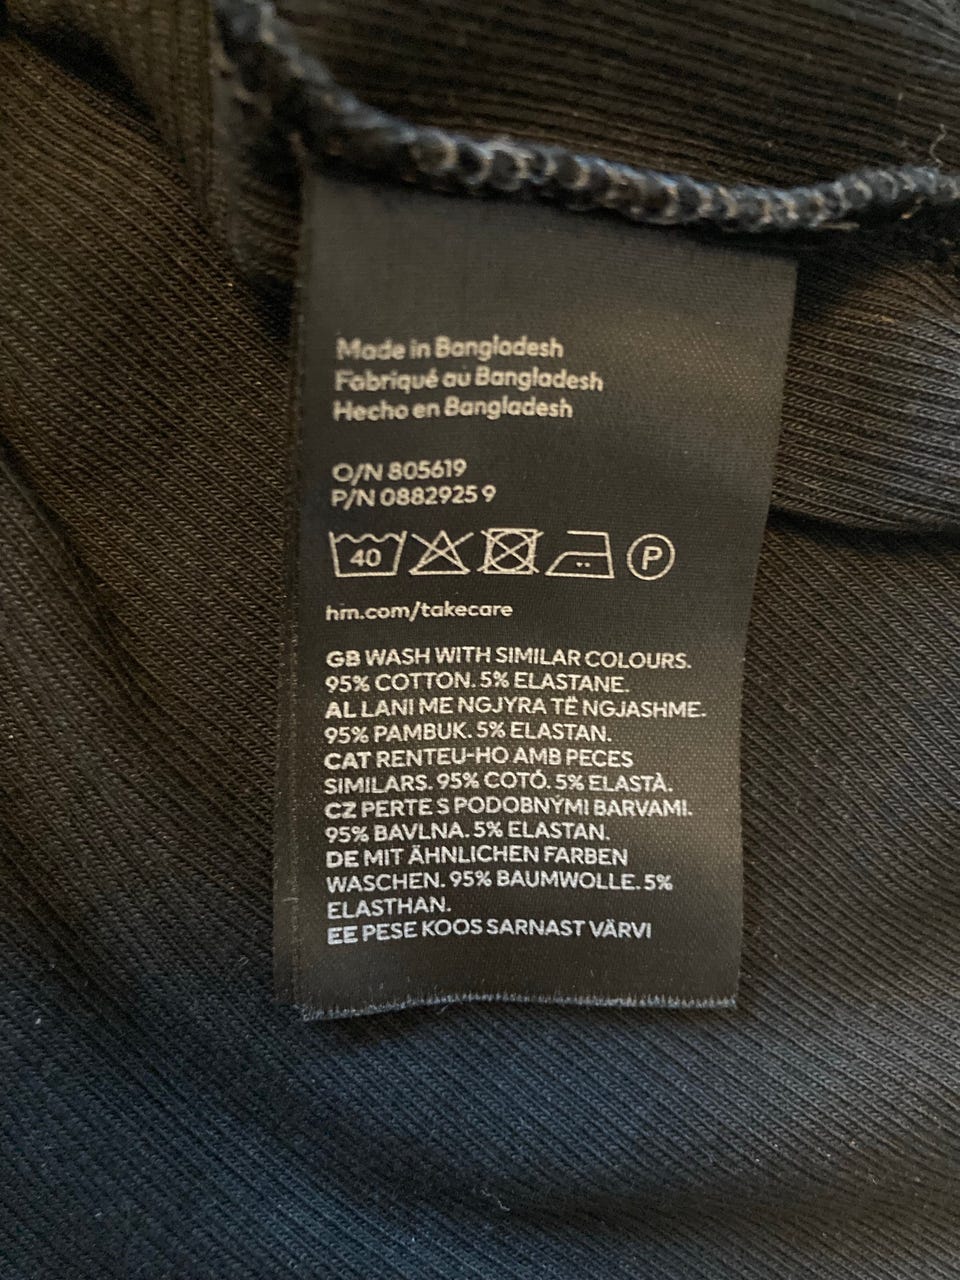 Made in Bangladesh
Fabriqué au Bangladesh
Hecho en Bangladesh
O/N 805619
P/N 0882925 9
40 P
hm.com/takecare
GB WASH WITH SIMILAR COLOURS.
95% COTTON. 5% ELASTANE.
AL LANI ME NGJYRA TË NGJASHME.
95% PAMBUK. 5% ELASTAN.
CAT RENTEU-HO AMB PECES
SIMILARS. 95% COTÓ. 5% ELASTÀ.
CZ PERTE S PODOBNÝMI BARVAMI.
95% BAVLNA. 5% ELASTAN.
DE MIT ÄHNLICHEN FARBEN
WASCHEN. 95% BAUMWOLLE. 5%
ELASTHAN.
EE PESE KOOS SARNAST VÄRVI